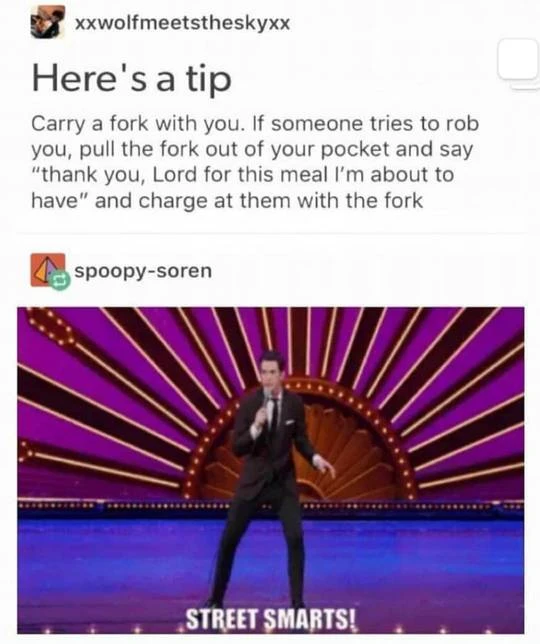 xxwolfmeetstheskyxx
Here's a tip
Carry a fork with you. If someone tries to rob
you, pull the fork out of your pocket and say
"thank you, Lord for this meal I'm about to
have" and charge at them with the fork
spoopy-soren
STREET SMARTS!